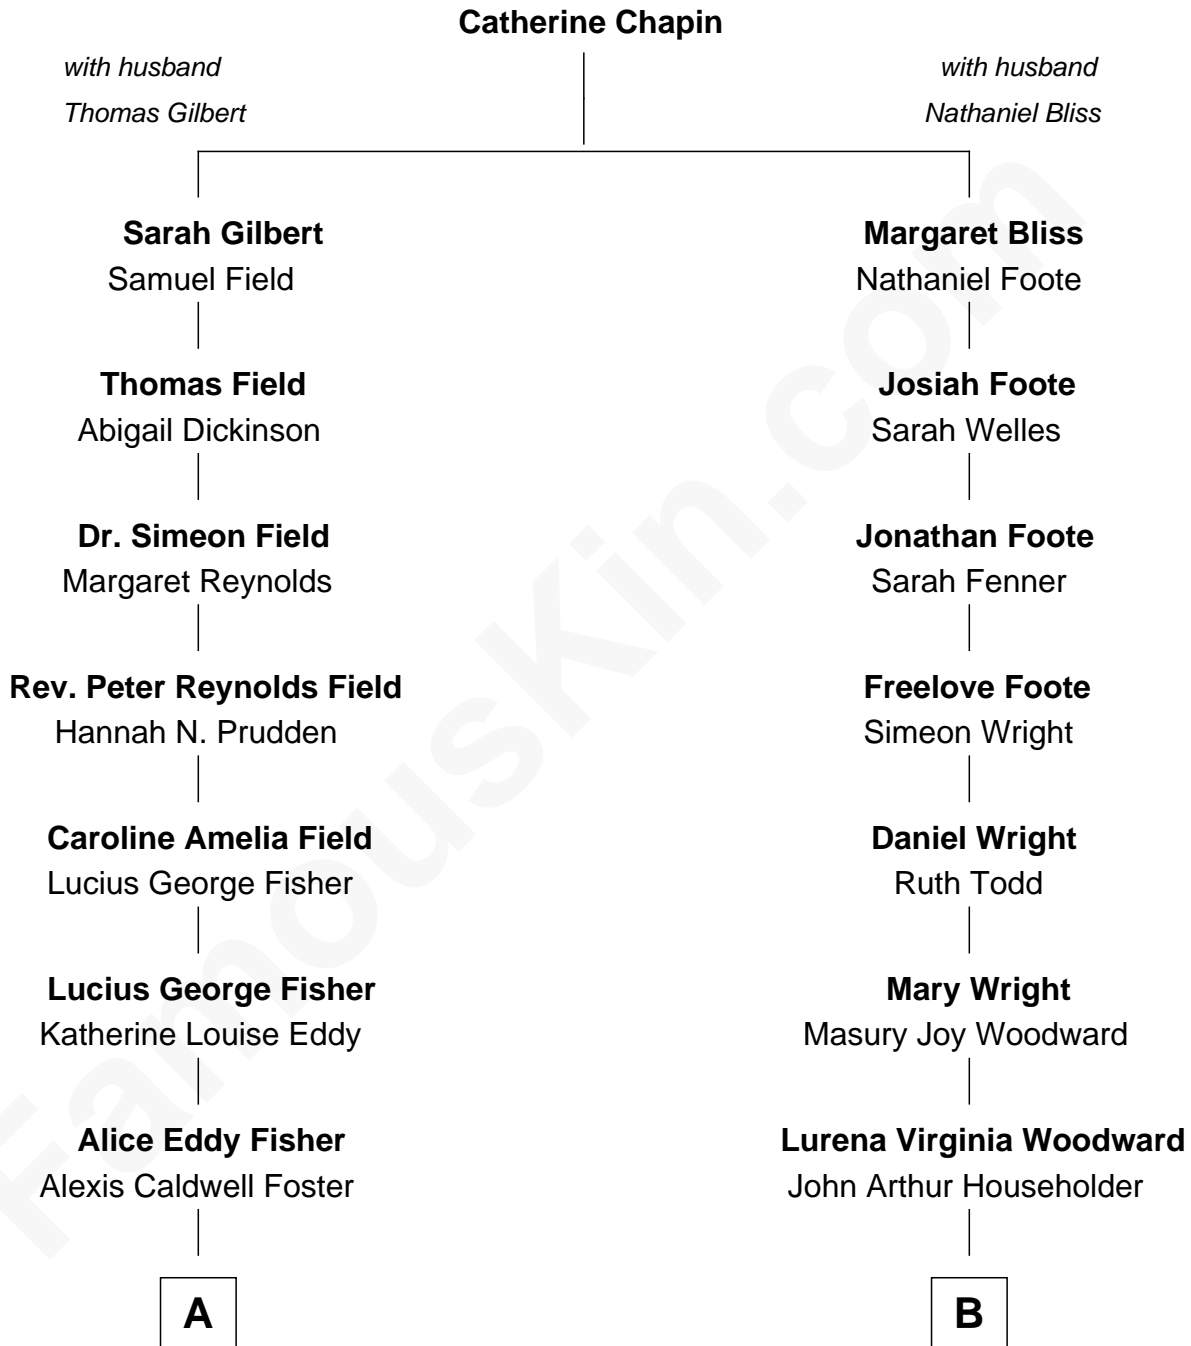 Catherine Chapin
with husband
Thomas Gilbert
with husband
Nathaniel Bliss
Sarah Gilbert
Samuel Field
Margaret Bliss
Nathaniel Foote
Thomas Field
Abigail Dickinson
Josiah Foote
Sarah Welles
Dr. Simeon Field
Margaret Reynolds
Jonathan Foote
Sarah Fenner
Rev. Peter Reynolds Field
Hannah N. Prudden
Freelove Foote
Simeon Wright
Caroline Amelia Field
Lucius George Fisher
Daniel Wright
Ruth Todd
Lucius George Fisher
Katherine Louise Eddy
Mary Wright
Masury Joy Woodward
Alice Eddy Fisher
Alexis Caldwell Foster
Lurena Virginia Woodward
John Arthur Householder
A
B
FamousKin.com